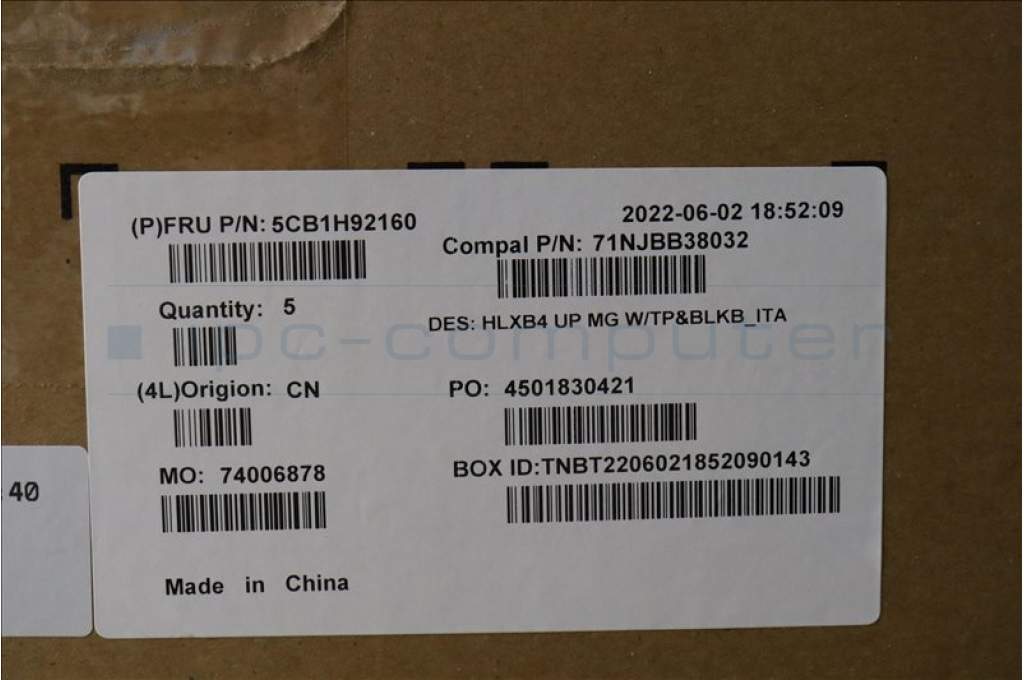 (P)FRU P/N: 5CB1H92160
2022-06-02 18:52:09
Compal P/N: 71NJBB38032
Quantity: 5
DES: HLXB4 UP MG W/TP&BLKB_ITA
ipc-computer
(4L)Origion: CN
PO: 4501830421
MO: 74006878
BOX ID:TNBT2206021852090143
40
Made in China